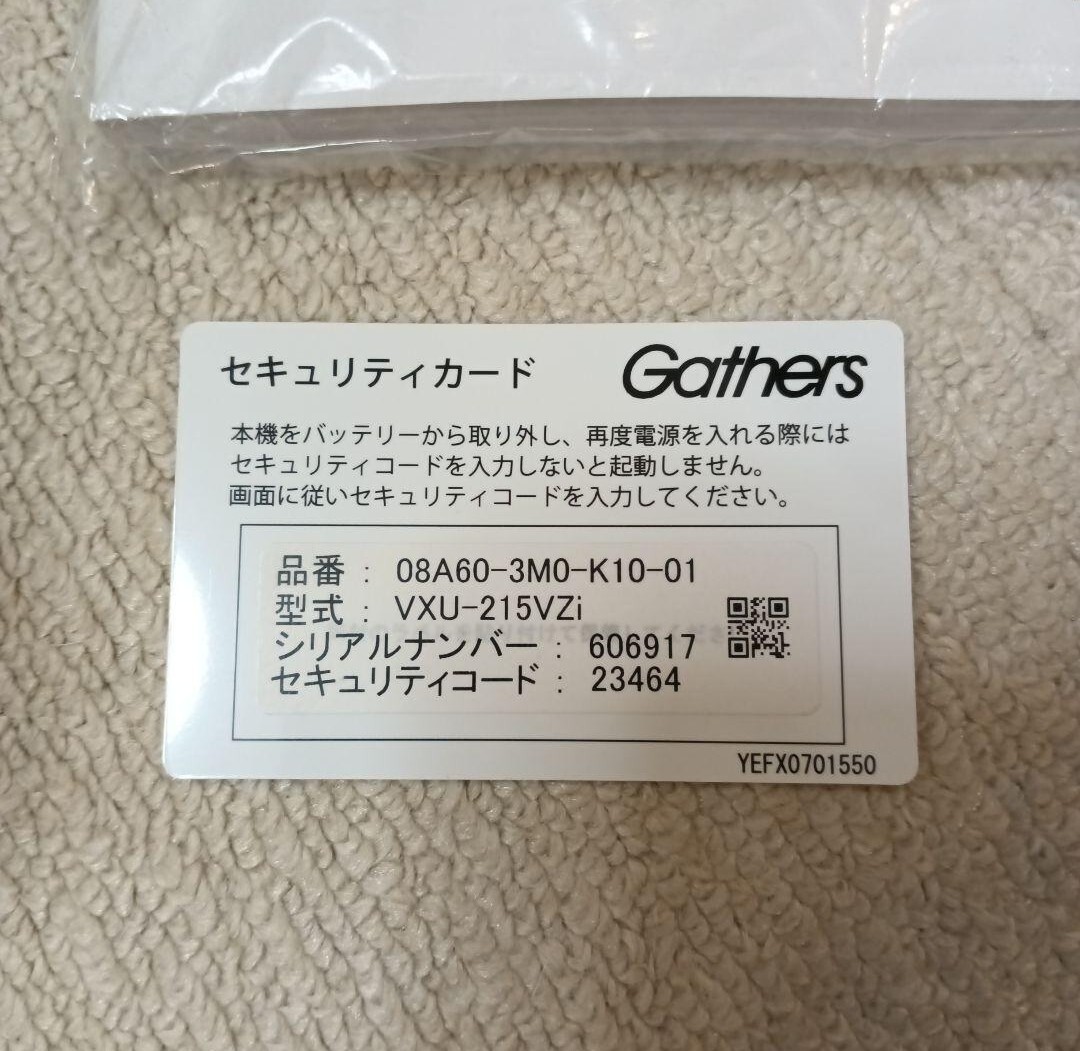 セキュリティカード Gathers
本機をバッテリーから取り外し、再度電源を入れる際には
セキュリティコードを入力しないと起動しません。
画面に従いセキュリティコードを入力してください。
品番 : 08A60-3M0-K10-01
型式 : VXU-215VZi
シリアルナンバー : 606917
セキュリティコード : 23464
YEFX0701550